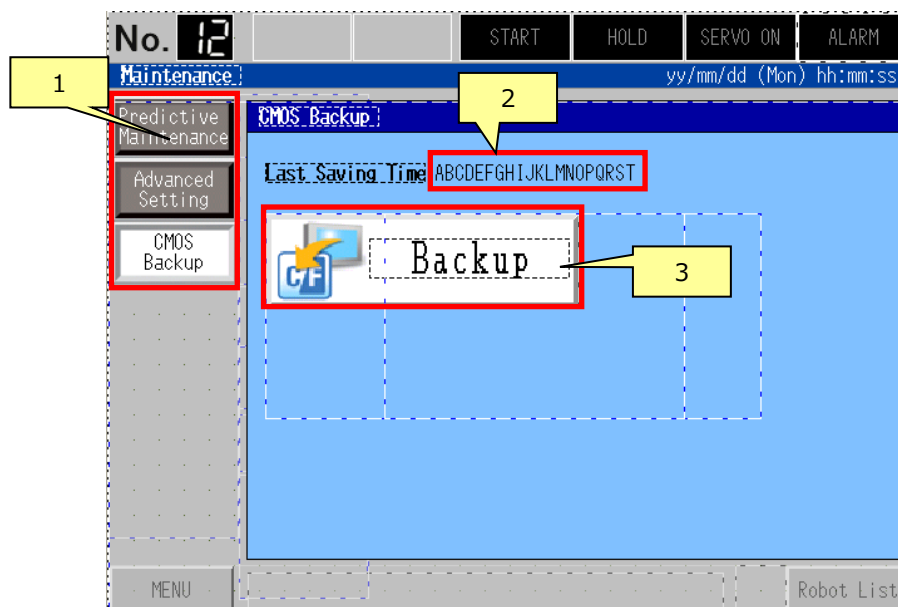 No. 12 START HOLD SERVO ON ALARM
Maintenance yy/mm/dd (Mon) hh:mm:ss
1
2
Predictive
Maintenance
CMOS Backup
Last Saving Time ABCDEFGHIJKLMNOPQRST
Advanced
Setting
CMOS
Backup
C/F
Backup
3
MENU
Robot List